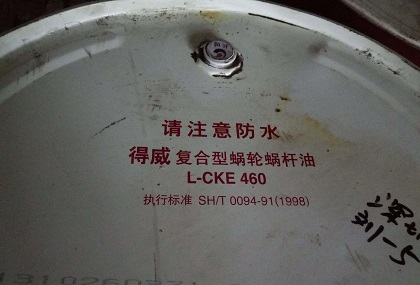 请注意防水
得威 复合型蜗轮蜗杆油
L-CKE 460
执行标准 SH/T 0094-91(1998)